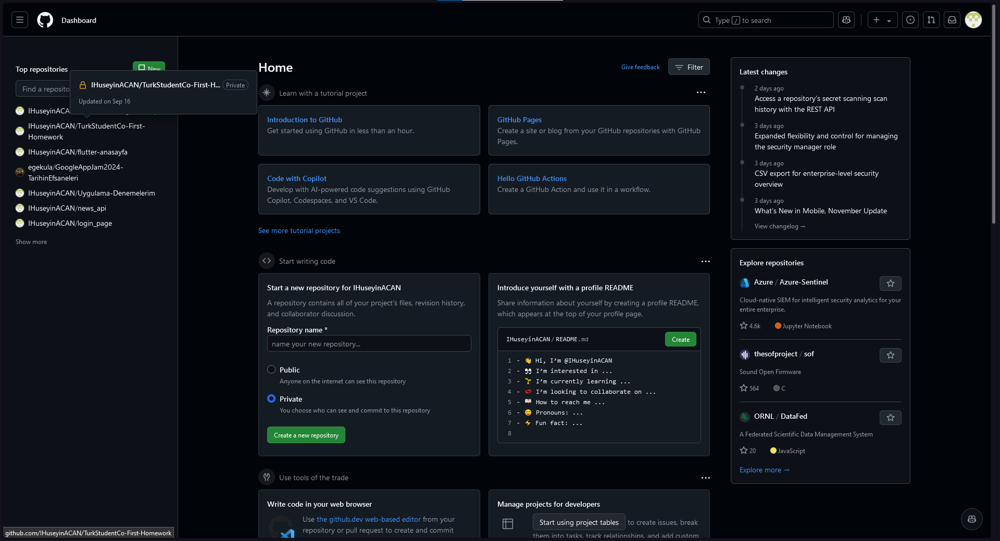 Dashboard
Type / to search
Top repositories
New
Find a reposito
IHuseyinACAN/TurkStudentCo-First-H... Private
Updated on Sep 16
IHuseyinACA
IHuseyinACAN/TurkStudentCo-First-
Homework
IHuseyinACAN/flutter-anasayfa
egekula/GoogleAppJam2024-
TarihinEfsaneleri
IHuseyinACAN/Uygulama-Denemelerim
IHuseyinACAN/news_api
IHuseyinACAN/login_page
Show more
Home
Give feedback
Filter
Learn with a tutorial project
Introduction to GitHub
Get started using GitHub in less than an hour.
GitHub Pages
Create a site or blog from your GitHub repositories with GitHub
Pages.
Code with Copilot
Develop with AI-powered code suggestions using GitHub
Copilot, Codespaces, and VS Code.
Hello GitHub Actions
Create a GitHub Action and use it in a workflow.
See more tutorial projects
Start writing code
Start a new repository for IHuseyinACAN
A repository contains all of your project's files, revision history,
and collaborator discussion.
Repository name *
name your new repository...
Public
Anyone on the internet can see this repository
Private
You choose who can see and commit to this repository
Create a new repository
Introduce yourself with a profile README
Share information about yourself by creating a profile README,
which appears at the top of your profile page.
IHuseyinACAN / README.md
Create
1 - 👋 Hi, I’m @IHuseyinACAN
2 - 👀 I’m interested in ...
3 - 🌱 I’m currently learning ...
4 - 💞️ I’m looking to collaborate on ...
5 - 📫 How to reach me ...
6 - 😄 Pronouns: ...
7 - ⚡ Fun fact: ...
8
Use tools of the trade
Write code in your web browser
Use the github.dev web-based editor from your
repository or pull request to create and commit
Manage projects for developers
Start using project tables to create issues, break
them into tasks, track relationships, and add custom
Latest changes
2 days ago
Access a repository’s secret scanning scan
history with the REST API
3 days ago
Expanded flexibility and control for managing
the security manager role
3 days ago
CSV export for enterprise-level security
overview
3 days ago
What’s New in Mobile, November Update
View changelog →
Explore repositories
Azure / Azure-Sentinel
Cloud-native SIEM for intelligent security analytics for your
entire enterprise.
4.6k Jupyter Notebook
thesofproject / sof
Sound Open Firmware
564 C
ORNL / DataFed
A Federated Scientific Data Management System
20 JavaScript
Explore more →
github.com/IHuseyinACAN/TurkStudentCo-First-Homework